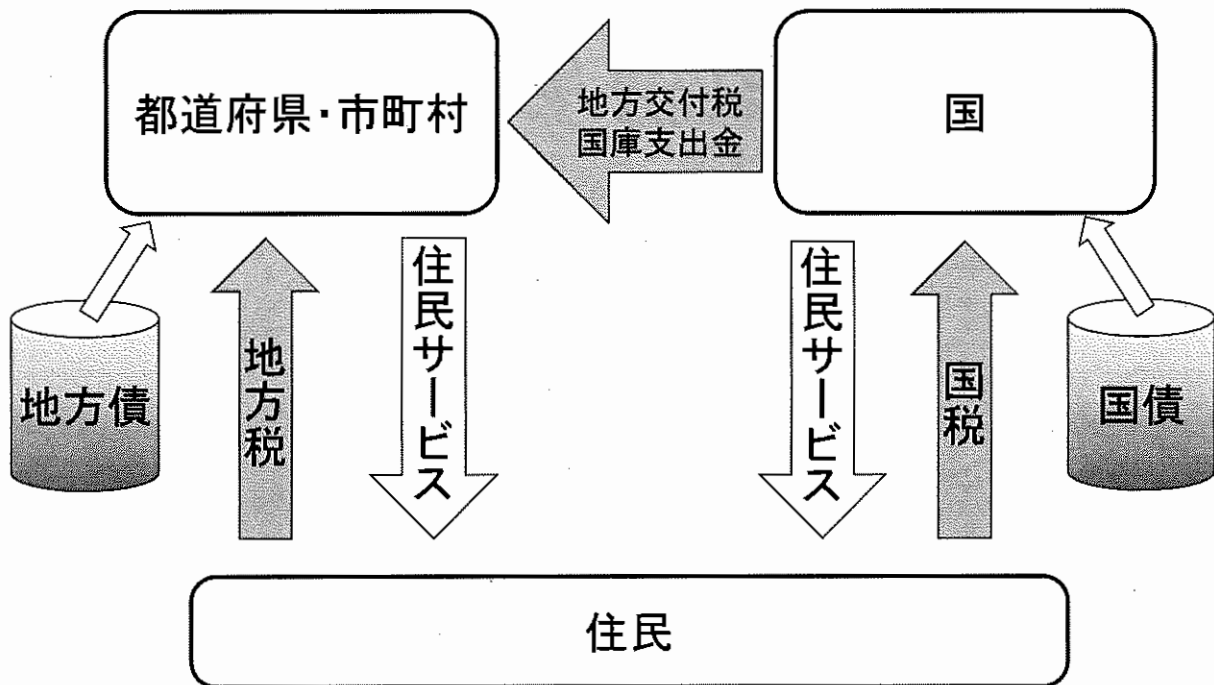 都道府県・市町村
地方交付税
国庫支出金
国
地方債
地方税
住民サービス
住民サービス
国税
国債
住民